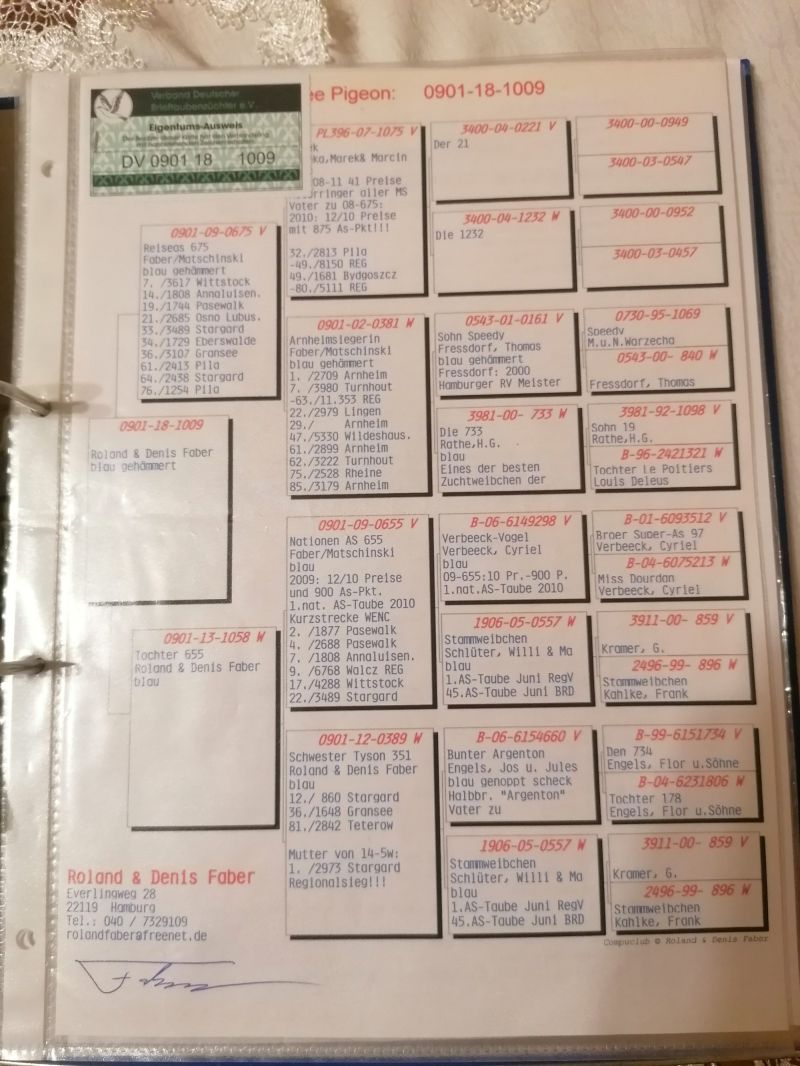 Verband Deutscher
Brieftaubenzüchter e.V.
Eigentums-Ausweis
DV 0901 18 1009
ee Pigeon: 0901-18-1009
0901-09-0675 V
Reiseas 675
Faber/Matschinski
blau gehämmert
7. /3617 Wittstock
14./1808 Annaluisen.
19./1744 Pasewalk
21./2685 Osno Lubus.
33./3489 Stargard
34./1729 Eberswalde
36./3107 Gransee
61./2413 Pila
64./2438 Stargard
76./1254 Pila
0901-18-1009
Roland & Denis Faber
blau gehämmert
0901-13-1058 W
Tochter 655
Roland & Denis Faber
blau
PL396-07-1075 V
ka,Marek& Marcin
08-11 41 Preise
aller MS
Vater zu 08-675:
2010: 12/10 Preise
mit 875 As-Pkt!!!
32./2813 Pila
-49./8150 REG
49./1681 Bydgoszcz
-80./5111 REG
0901-02-0381 W
Arnheimsiegerin
Faber/Matschinski
blau gehämmert
1. /2709 Arnheim
7. /3980 Turnhout
-63./11.353 REG
22./2979 Lingen
29./ Arnheim
47./5330 Wildeshaus.
61./2899 Arnheim
62./3222 Turnhout
75./2528 Rheine
85./3179 Arnheim
0901-09-0655 V
Nationen AS 655
Faber/Matschinski
blau
2009: 12/10 Preise
und 900 As-Pkt.
1.nat. AS-Taube 2010
Kurzstrecke WENC
2. /1877 Pasewalk
4. /2688 Pasewalk
7. /1808 Annaluisen.
9. /6768 Walcz REG
17./4288 Wittstock
22./3489 Stargard
0901-12-0389 W
Schwester Tyson 351
Roland & Denis Faber
blau
12./ 860 Stargard
36./1648 Gransee
81./2842 Teterow
Mutter von 14-5w:
1. /2973 Stargard
Regionalsieg!!!
3400-04-0221 V
Der 21
3400-04-1232 W
Die 1232
0543-01-0161 V
Sohn Speedy
Fressdorf, Thomas
blau gehämmert
Fressdorf: 2000
Hamburger RV Meister
3981-00- 733 W
Die 733
Rathe,H.G.
blau
Eines der besten
Zuchtweibchen der
B-06-6149298 V
Verbeeck-Vogel
Verbeeck, Cyriel
blau
09-655:10 Pr.-900 P.
1.nat.AS-Taube 2010
1906-05-0557 W
Stammweibchen
Schlüter, Willi & Ma
blau
1.AS-Taube Juni RegV
45.AS-Taube Juni BRD
B-06-6154660 V
Bunter Argenton
Engels, Jos u. Jules
blau genoppt scheck
Halbbr. "Argenton"
Vater zu
1906-05-0557 W
Stammweibchen
Schlüter, Willi & Ma
blau
1.AS-Taube Juni RegV
45.AS-Taube Juni BRD
3400-00-0949
3400-03-0547
3400-00-0952
3400-03-0457
0730-95-1069
Speedy
M.u.N.Warzecha
0543-00- 840 W
Fressdorf, Thomas
3981-92-1098 V
Sohn 19
Rathe,H.G.
B-96-2421321 W
Tochter Le Poitiers
Louis Deleus
B-01-6093512 V
Broer Super-As 97
Verbeeck, Cyriel
B-04-6075213 W
Miss Dourdan
Verbeeck, Cyriel
3911-00- 859 V
Kramer, G.
2496-99- 896 W
Stammweibchen
Kahlke, Frank
B-99-6151734 V
Den 734
Engels, Flor u.Söhne
B-04-6231806 W
Tochter 178
Engels, Flor u.Söhne
3911-00- 859 V
Kramer, G.
2496-99- 896 W
Stammweibchen
Kahlke, Frank
Compuclub © Roland & Denis Faber
Roland & Denis Faber
Everlingweg 28
22119 Hamburg
Tel.: 040 / 7329109
rolandfaber@freenet.de